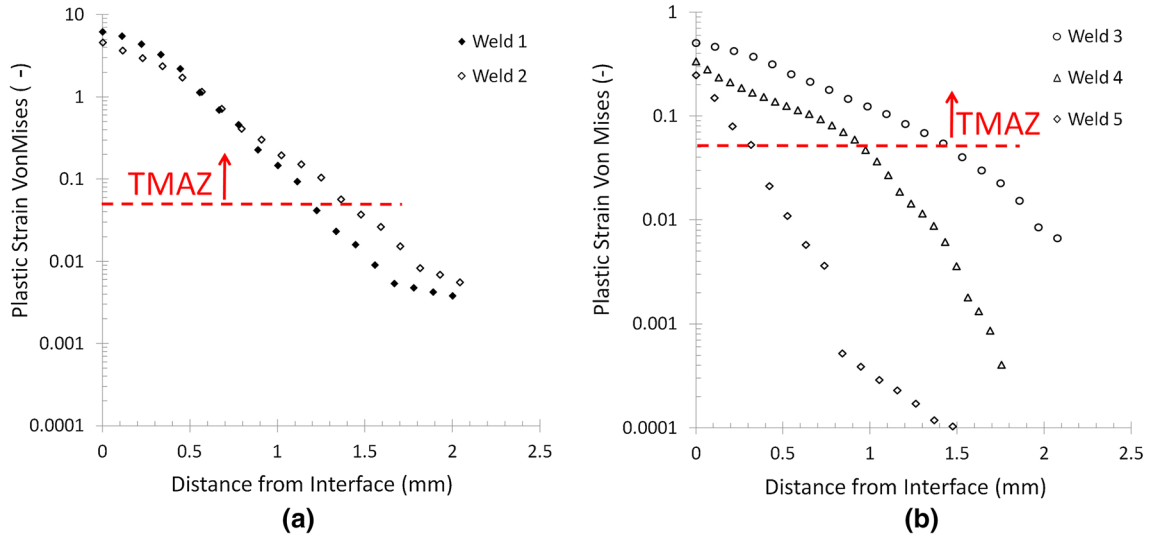 10
1
0.1
0.01
0.001
0.0001
Plastic Strain VonMises ( -)
Weld 1
Weld 2
TMAZ
0 0.5 1 1.5 2 2.5
Distance from Interface (mm)
(a)
1
0.1
0.01
0.001
0.0001
Plastic Strain Von Mises (-)
Weld 3
Weld 4
Weld 5
TMAZ
0 0.5 1 1.5 2 2.5
Distance from Interface (mm)
(b)